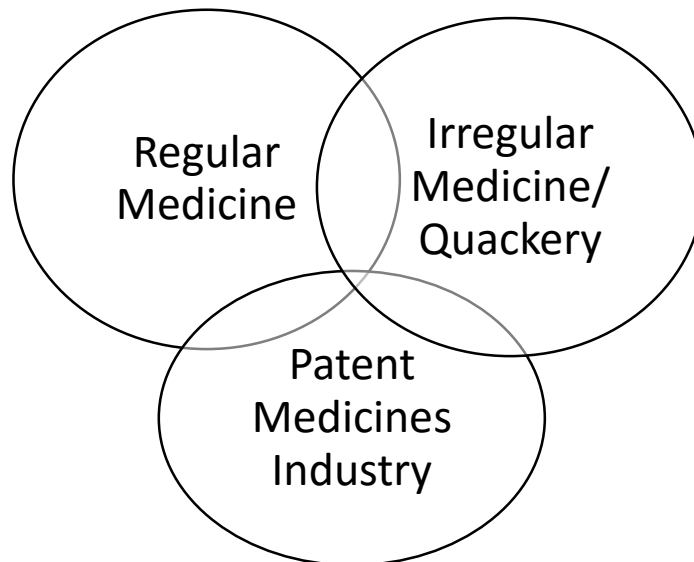 Regular
Medicine
Irregular
Medicine/
Quackery
Patent
Medicines
Industry